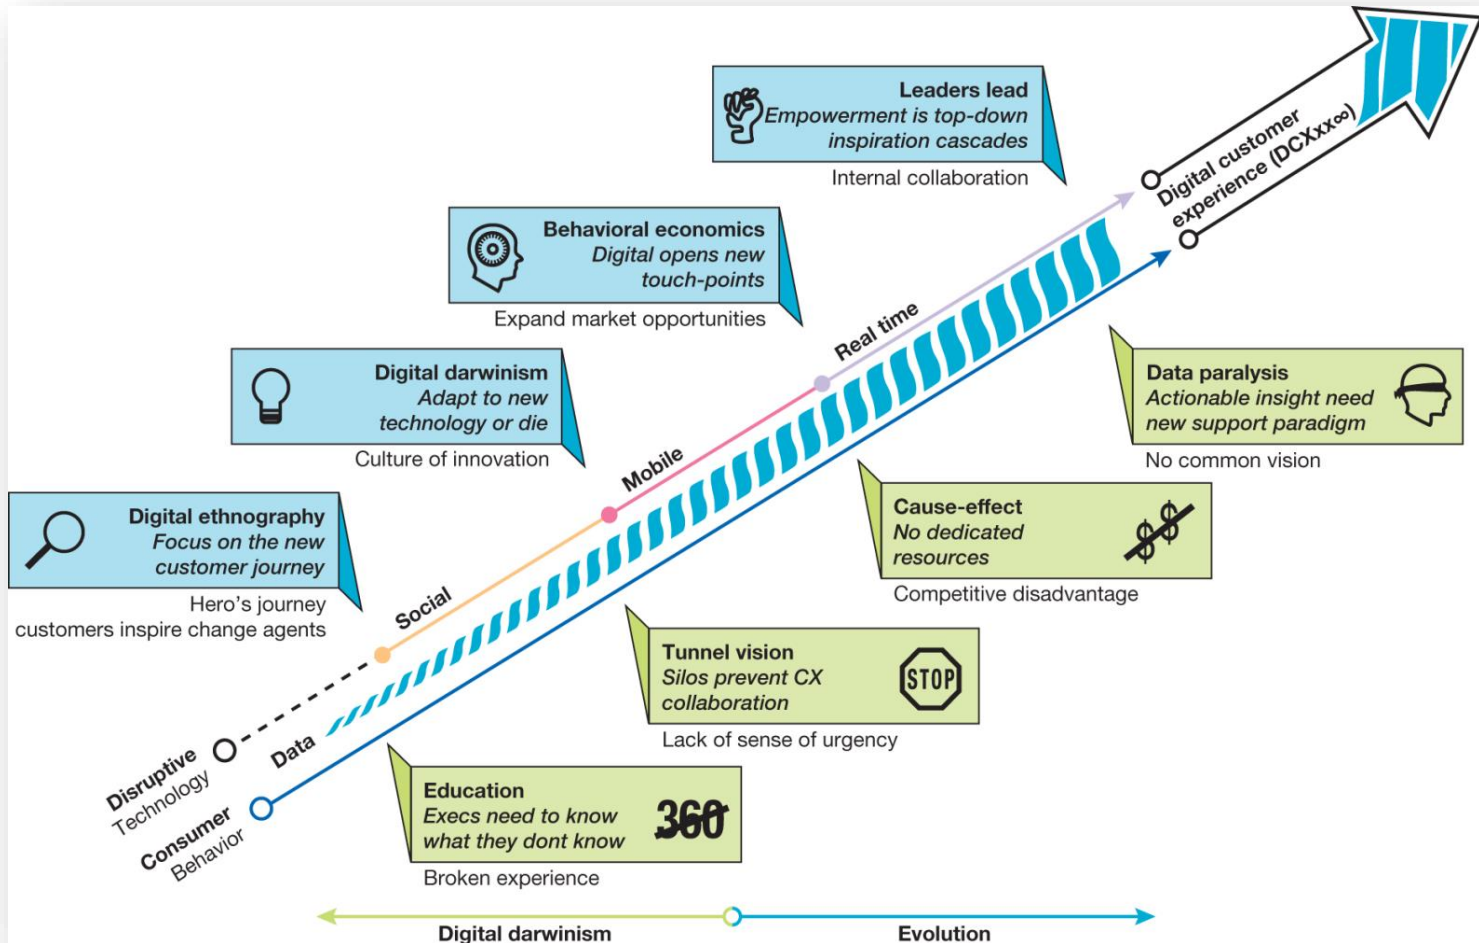 Leaders lead
Empowerment is top-down
inspiration cascades
Internal collaboration
Digital customer
experience (DCXxx∞)
Behavioral economics
Digital opens new
touch-points
Expand market opportunities
Real time
Digital darwinism
Adapt to new
technology or die
Culture of innovation
Mobile
Data paralysis
Actionable insight need
new support paradigm
No common vision
Digital ethnography
Focus on the new
customer journey
Hero's journey
customers inspire change agents
Social
Cause-effect
No dedicated
resources
$$
Competitive disadvantage
Tunnel vision
Silos prevent CX
collaboration
STOP
Lack of sense of urgency
Disruptive
Technology
Data
Consumer
Behavior
Education
Execs need to know
what they dont know
360
Broken experience
Digital darwinism
Evolution